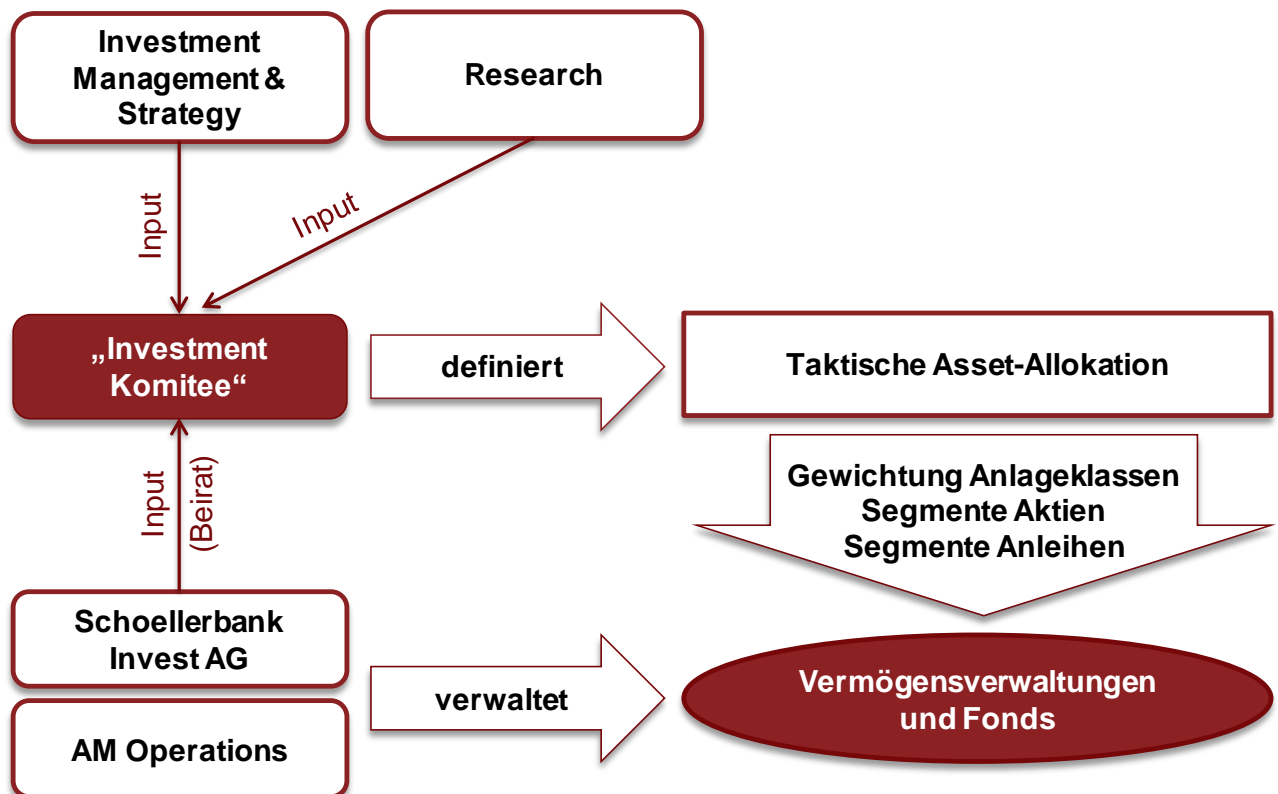 Investment
Management &
Strategy
Research
Input
Input
„Investment
Komitee“
definiert
Taktische Asset-Allokation
Input
(Beirat)
Gewichtung Anlageklassen
Segmente Aktien
Segmente Anleihen
Schoellerbank
Invest AG
AM Operations
verwaltet
Vermögensverwaltungen
und Fonds